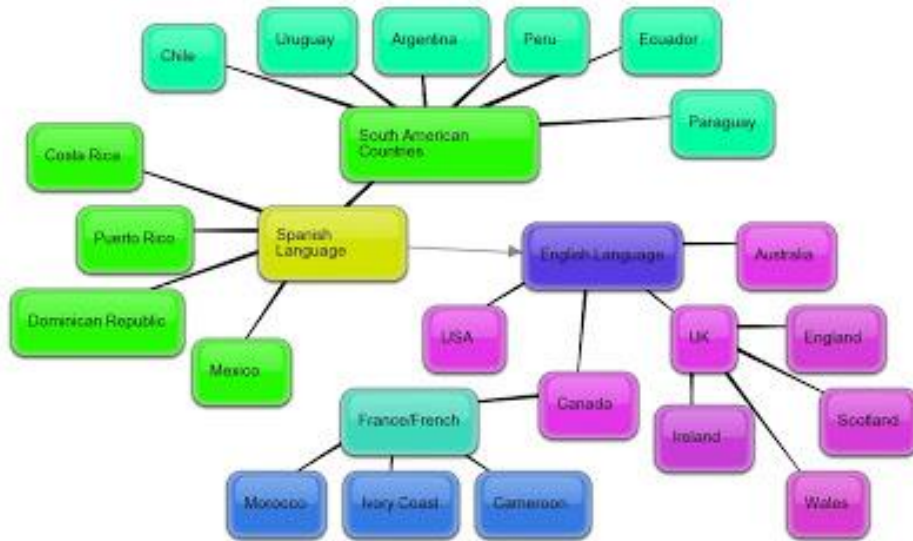 Chile
Uruguay
Argentina
Peru
Ecuador
South American
Countries
Paraguay
Costa Rica
Puerto Rico
Spanish
Language
English Language
Australia
Dominican Republic
Mexico
USA
UK
England
France/French
Canada
Ireland
Scotland
Morocco
Ivory Coast
Cameroon
Wales